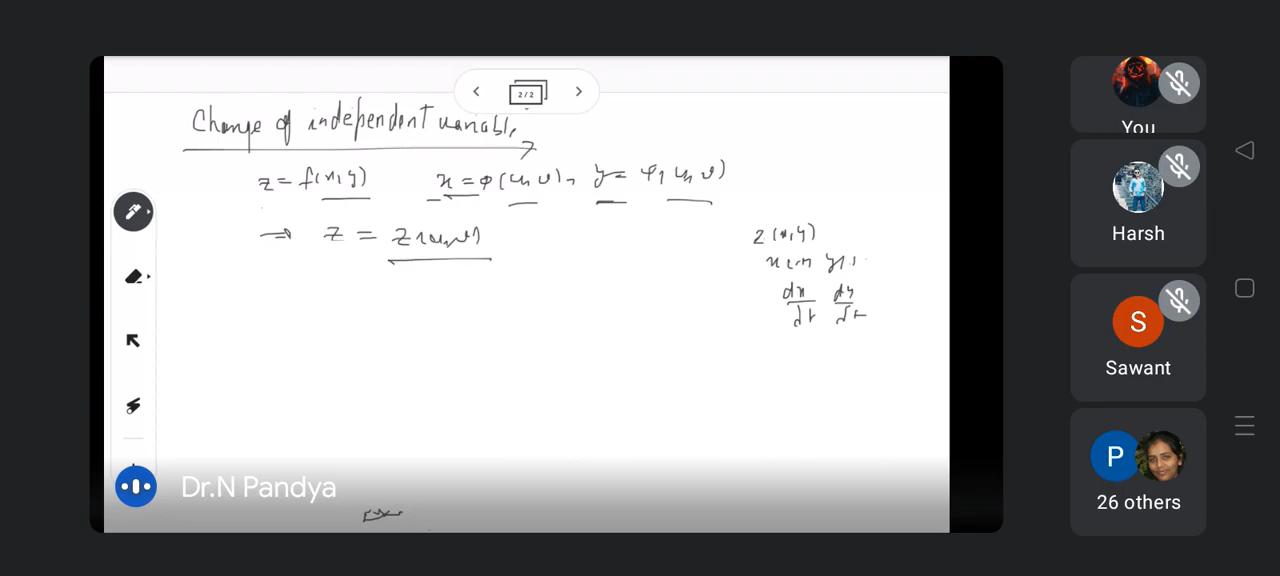 2/2
Change of independent variable
z = f(x,y) x = φ(u,v), y = ψ(u,v)
⇒ z = z(u,v)
z(x,y)
dx dy
dt dt
Dr.N Pandya
You
Harsh
S
Sawant
P
26 others